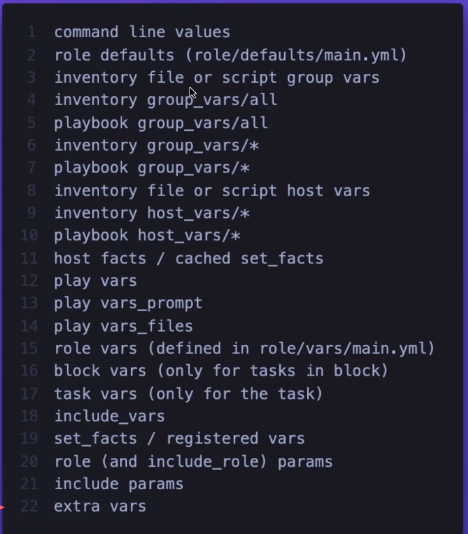 1 command line values
2 role defaults (role/defaults/main.yml)
3 inventory file or script group vars
4 inventory group_vars/all
5 playbook group_vars/all
6 inventory group_vars/*
7 playbook group_vars/*
8 inventory file or script host vars
9 inventory host_vars/*
10 playbook host_vars/*
11 host facts / cached set_facts
12 play vars
13 play vars_prompt
14 play vars_files
15 role vars (defined in role/vars/main.yml)
16 block vars (only for tasks in block)
17 task vars (only for the task)
18 include_vars
19 set_facts / registered vars
20 role (and include_role) params
21 include params
22 extra vars